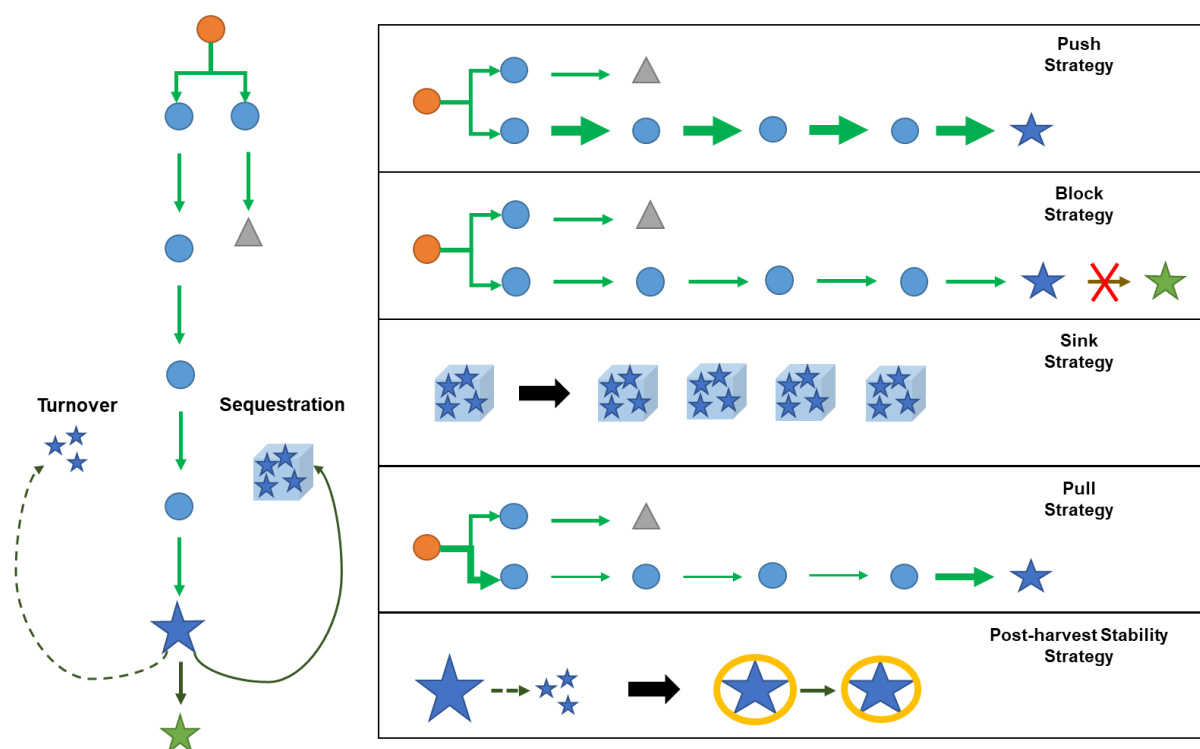 Turnover
Sequestration
Push
Strategy
Block
Strategy
Sink
Strategy
Pull
Strategy
Post-harvest Stability
Strategy